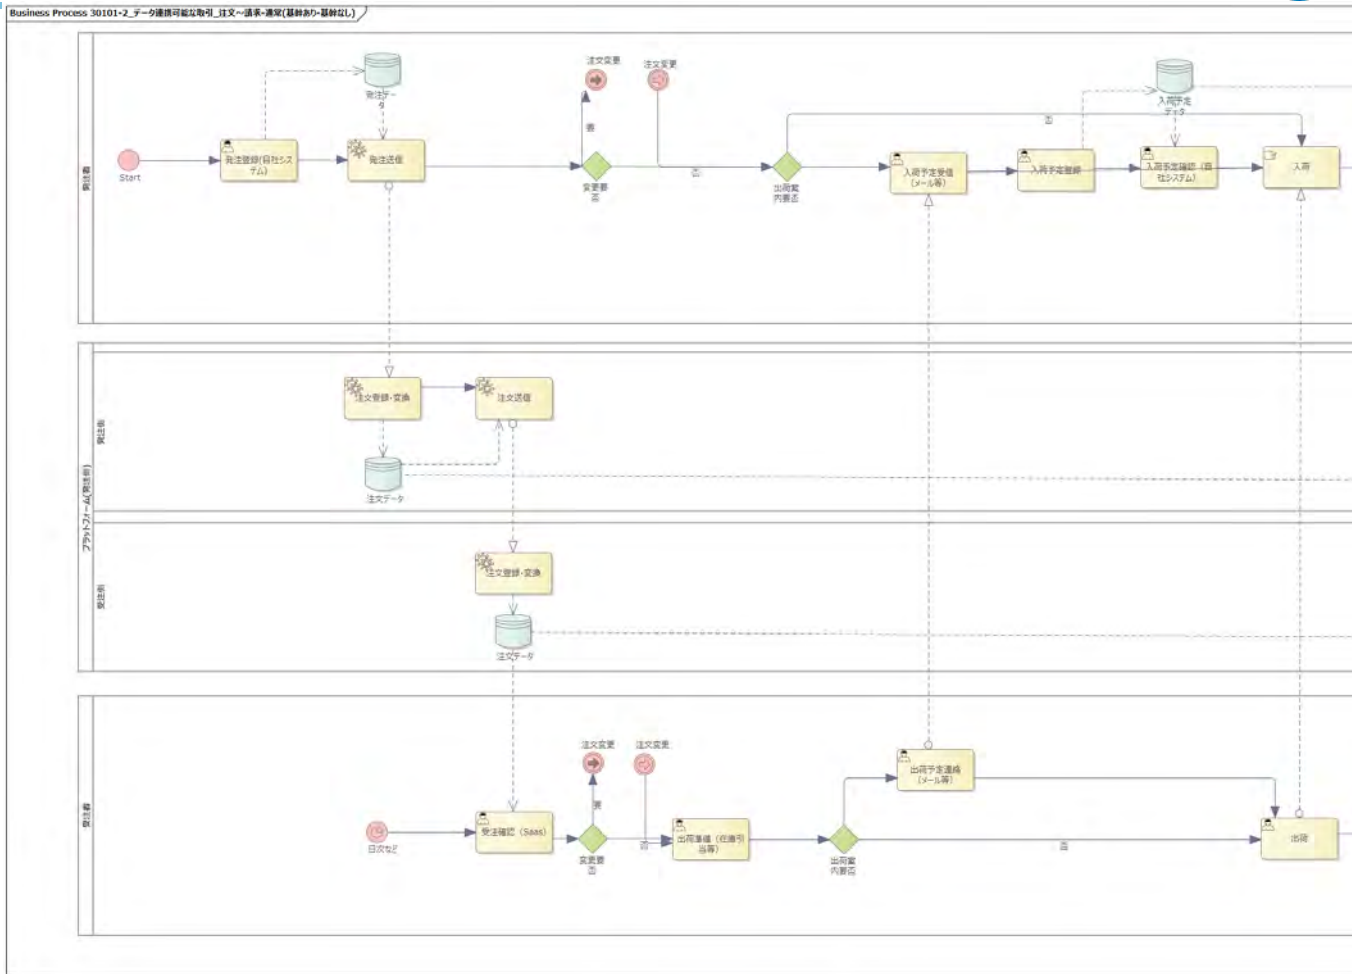 Business Process 30101-2_データ連携可能な取引_注文～請求-通常(基幹あり-基幹なし)
発注者
Start
発注登録(自社シス
テム)
発注デー
タ
発注送信
注文変更
要
変更要
否
注文変更
否
出荷案
内要否
否
入荷予定受信
(メール等)
入荷予定登録
入荷予定
データ
入荷予定確認（自
社システム）
入荷
プラットフォーム(発注側)
発注側
注文登録・変換
注文送信
注文データ
受注側
注文登録・変換
注文データ
受注者
日次など
受注確認（Saas）
注文変更
要
変更要
否
注文変更
否
出荷準備（在庫引
当等）
出荷案
内要否
出荷予定連絡
(メール等)
否
出荷